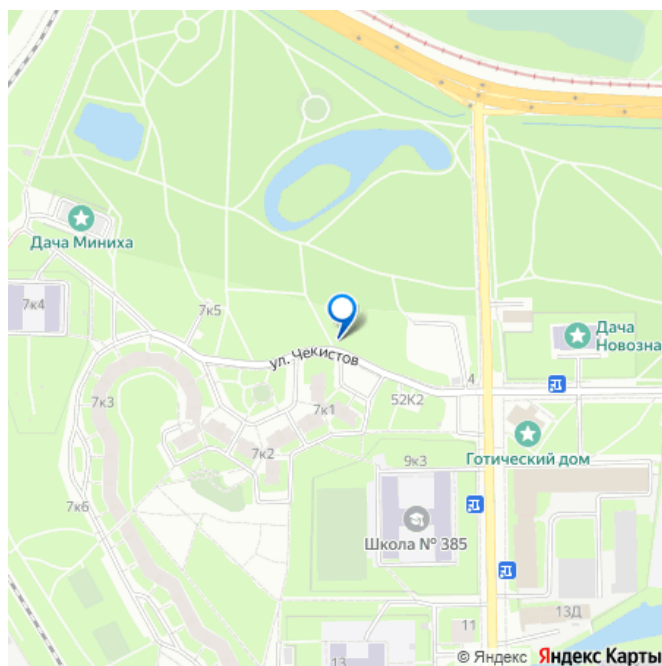 Дача Миниха
7к4
7к5
ул. Чекистов
Дача
Новозна
4
7к3
7к1
52К2
7к2
9к3
Готический дом
7к6
Школа № 385
13Д
11
13
© Яндекс Яндекс Карты